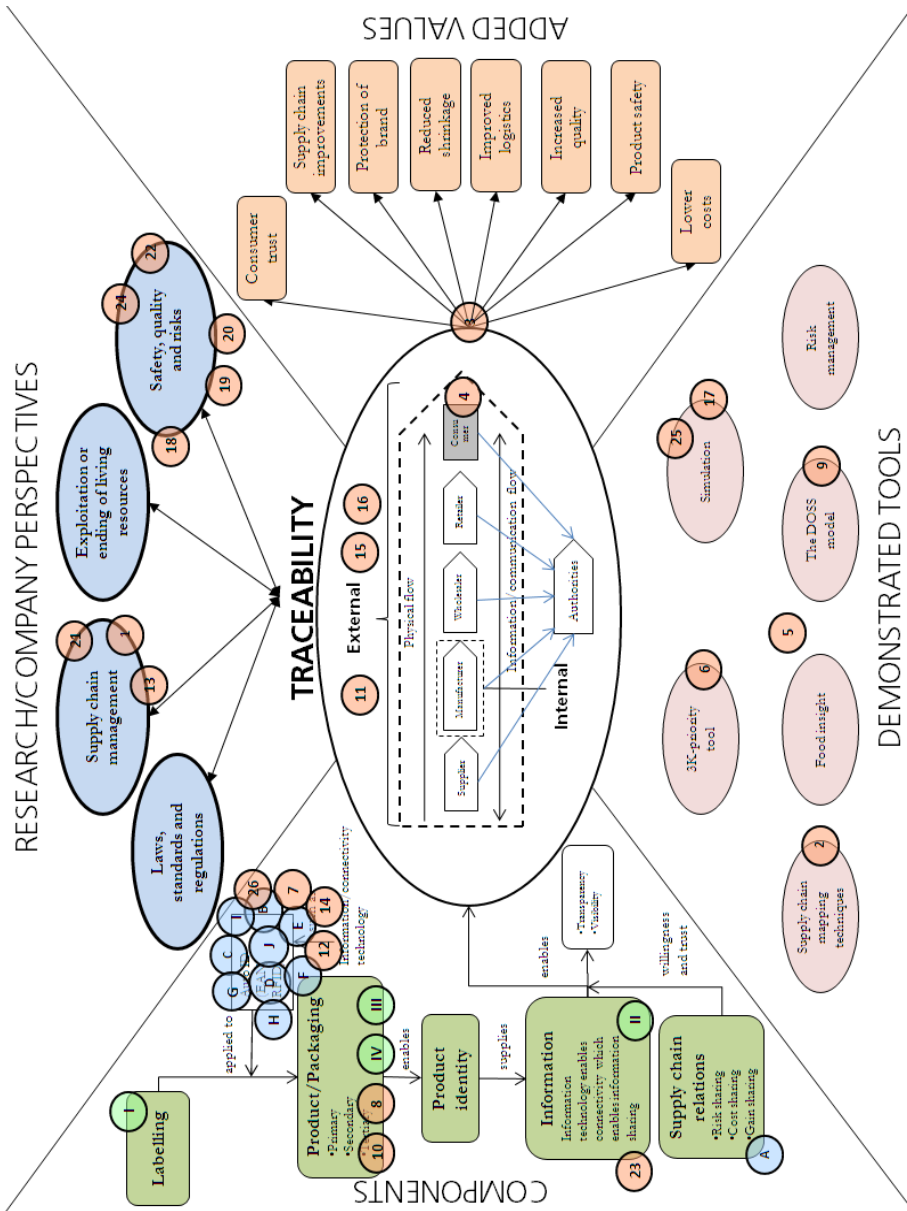 RESEARCH/COMPANY PERSPECTIVES
Laws,
standards and
regulations
Supply chain
management
21
1
13
Exploitation or
ending of living
resources
Safety, quality
and risks
18
19
20
24
22
COMPONENTS
Labelling
I
applied to
G
C
I
B
26
7
E
A
J
D
H
F
12
14
Information/connectivity
technology
Product/Packaging
•Primary
•Secondary
10
8
IV
III
enables
Product
identity
supplies
Information
Information
technology enables
connectivity which
enables information
sharing
23
II
Supply chain
relations
•Risk sharing
•Cost sharing
•Gain sharing
A
enables
•Transparency
•Visibility
willingness
and trust
TRACEABILITY
External
11
15
16
Physical flow
Supplier
Manufacturer
Wholesaler
Retailer
Consu
mer
4
Information/communication flow
Internal
Authorities
3
ADDED VALUES
Consumer
trust
Supply chain
improvements
Protection of
brand
Reduced
shrinkage
Improved
logistics
Increased
quality
Product safety
Lower
costs
3K-priority
tool
6
Simulation
25
17
Supply chain
mapping
techniques
2
Food insight
5
The DOSS
model
9
Risk
management
DEMONSTRATED TOOLS